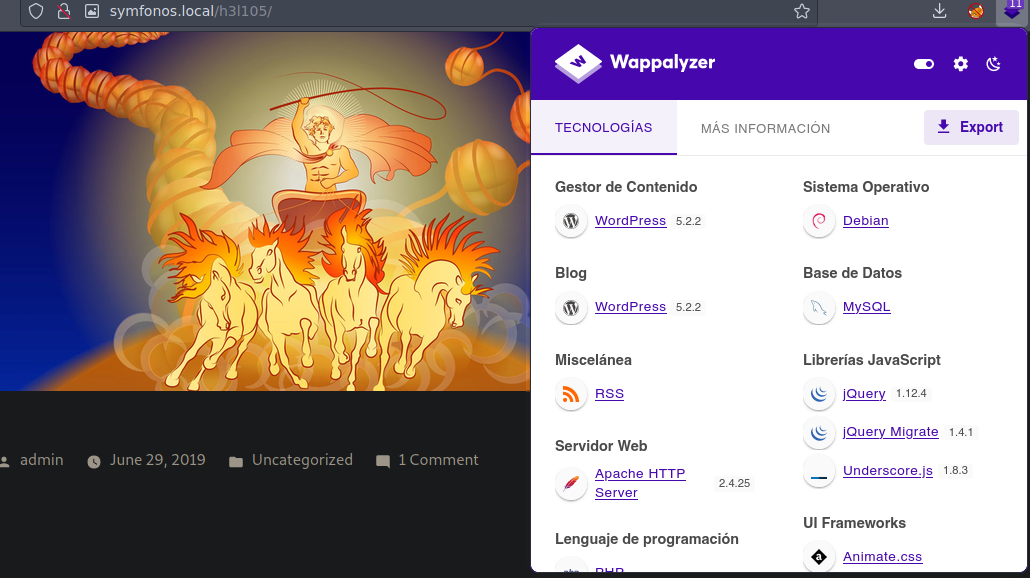 symfonos.local/h3l105/
11
Wappalyzer
TECNOLOGÍAS
MÁS INFORMACIÓN
Export
Gestor de Contenido
WordPress 5.2.2
Blog
WordPress 5.2.2
Miscelánea
RSS
Servidor Web
Apache HTTP
Server
2.4.25
Lenguaje de programación
PHP
Sistema Operativo
Debian
Base de Datos
MySQL
Librerías JavaScript
jQuery 1.12.4
jQuery Migrate 1.4.1
Underscore.js 1.8.3
UI Frameworks
Animate.css
admin June 29, 2019 Uncategorized 1 Comment